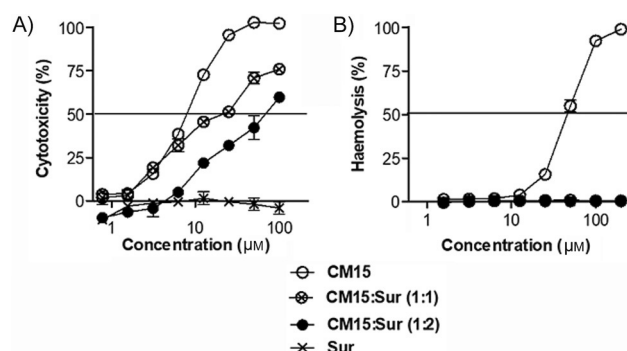 A)
Cytotoxicity (%)
100
75
50
25
0
1
10
100
Concentration (μM)
B)
Haemolysis (%)
100
75
50
25
0
1
10
100
Concentration (μM)
CM15
CM15:Sur (1:1)
CM15:Sur (1:2)
Sur